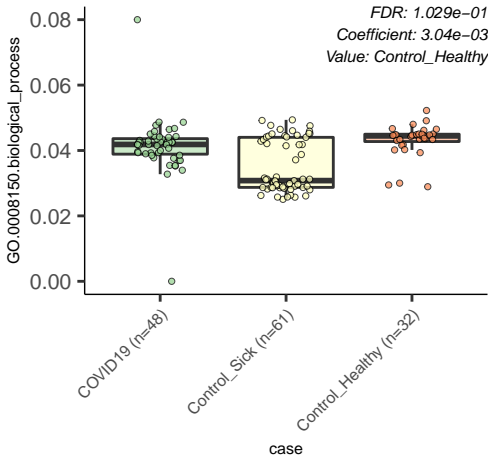 FDR: 1.029e−01
Coefficient: 3.04e−03
Value: Control_Healthy
GO.0008150.biological_process
0.08
0.06
0.04
0.02
0.00
COVID19 (n=48)
Control_Sick (n=61)
Control_Healthy (n=32)
case